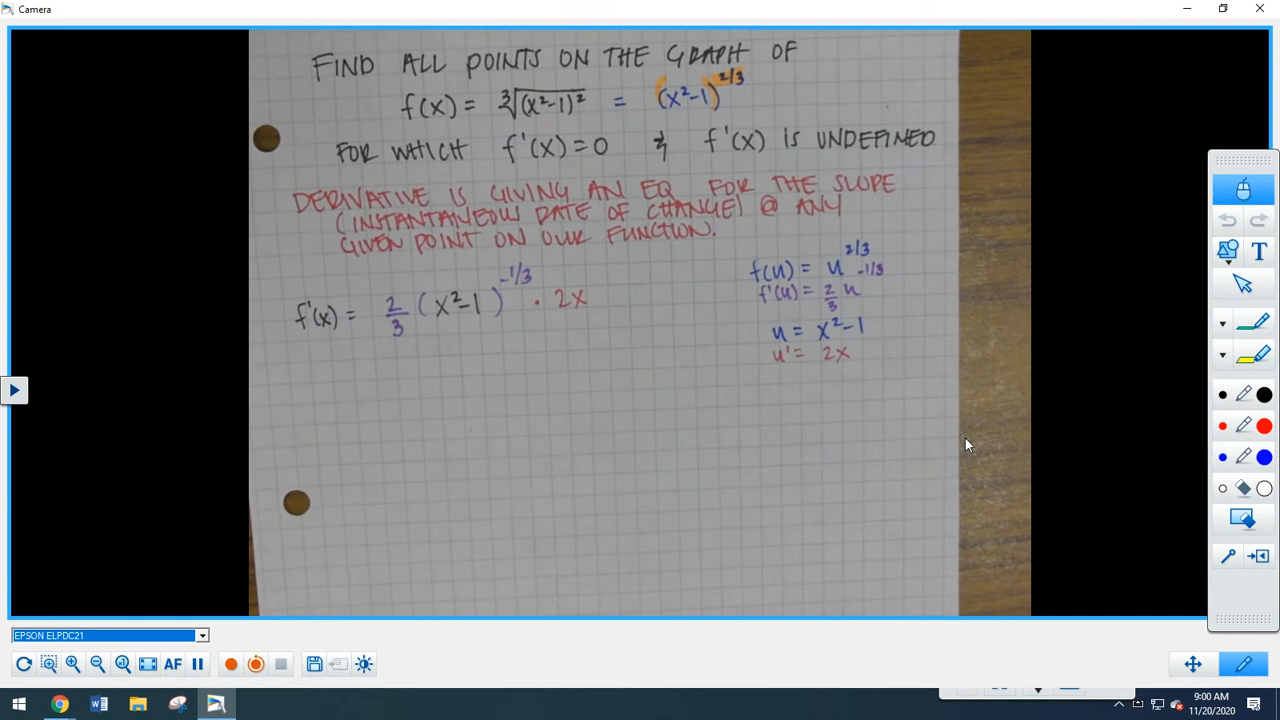 Camera
FIND ALL POINTS ON THE GRAPH OF
f(x) = ∛(x²-1)² = (x²-1)^2/3
FOR WHICH f'(x)=0 & f'(x) IS UNDEFINED
DERIVATIVE IS GIVING AN EQ FOR THE SLOPE
(INSTANTANEOUS RATE OF CHANGE) @ ANY
GIVEN POINT ON OUR FUNCTION.
f'(x) = 2/3 (x²-1)^-1/3 · 2x
f(u) = u^2/3
f'(u) = 2/3 u^-1/3
u = x²-1
u' = 2x
T
EPSON ELPDC21
AF
9:00 AM
11/20/2020